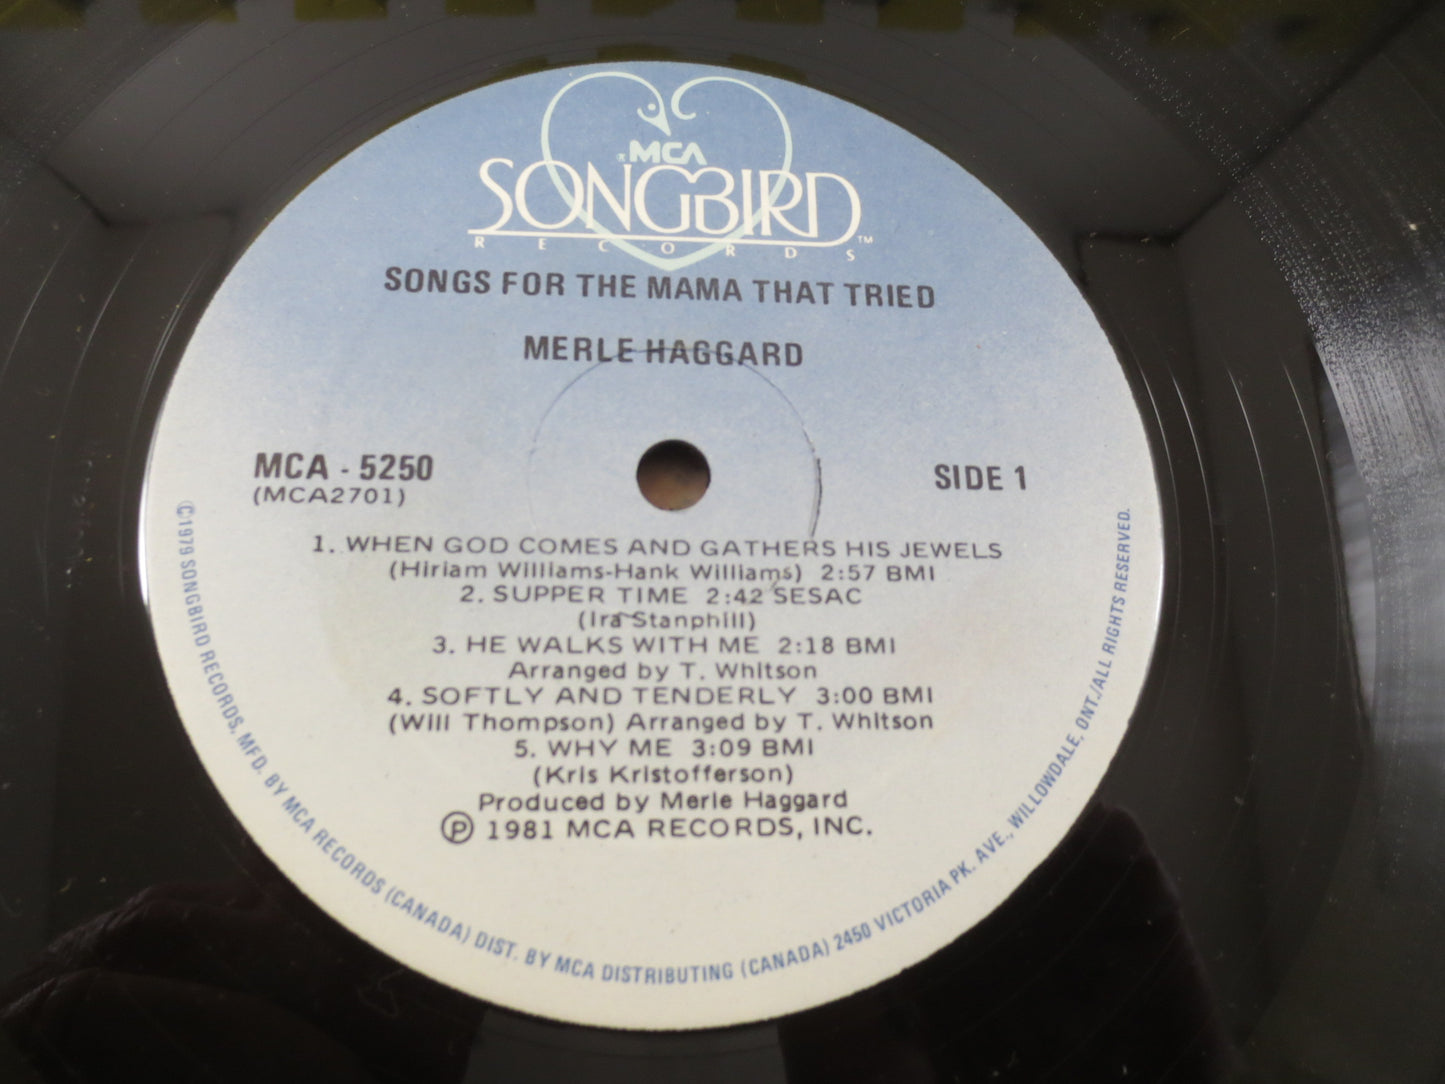 ® MCA
SONGBIRD
RECORDS ™
SONGS FOR THE MAMA THAT TRIED
MERLE HAGGARD
MCA - 5250
(MCA2701)
SIDE 1
1. WHEN GOD COMES AND GATHERS HIS JEWELS
(Hiriam Williams-Hank Williams) 2:57 BMI
2. SUPPER TIME 2:42 SESAC
(Ira Stanphill)
3. HE WALKS WITH ME 2:18 BMI
Arranged by T. Whitson
4. SOFTLY AND TENDERLY 3:00 BMI
(Will Thompson) Arranged by T. Whitson
5. WHY ME 3:09 BMI
(Kris Kristofferson)
Produced by Merle Haggard
℗ 1981 MCA RECORDS, INC.
©1979 SONGBIRD RECORDS, MFD. BY MCA RECORDS (CANADA) DIST. BY MCA DISTRIBUTING (CANADA) 2450 VICTORIA PK. AVE., WILLOWDALE, ONT./ALL RIGHTS RESERVED.